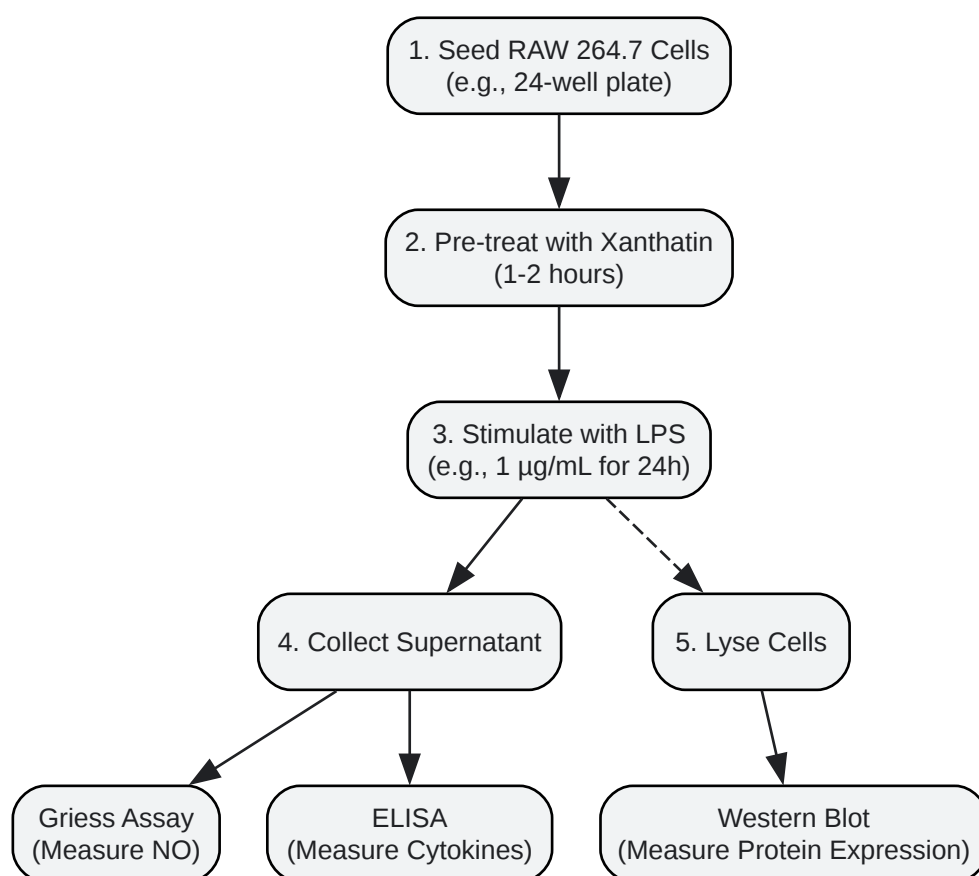 1. Seed RAW 264.7 Cells
(e.g., 24-well plate)
2. Pre-treat with Xanthatin
(1-2 hours)
3. Stimulate with LPS
(e.g., 1 µg/mL for 24h)
4. Collect Supernatant
5. Lyse Cells
Griess Assay
(Measure NO)
ELISA
(Measure Cytokines)
Western Blot
(Measure Protein Expression)